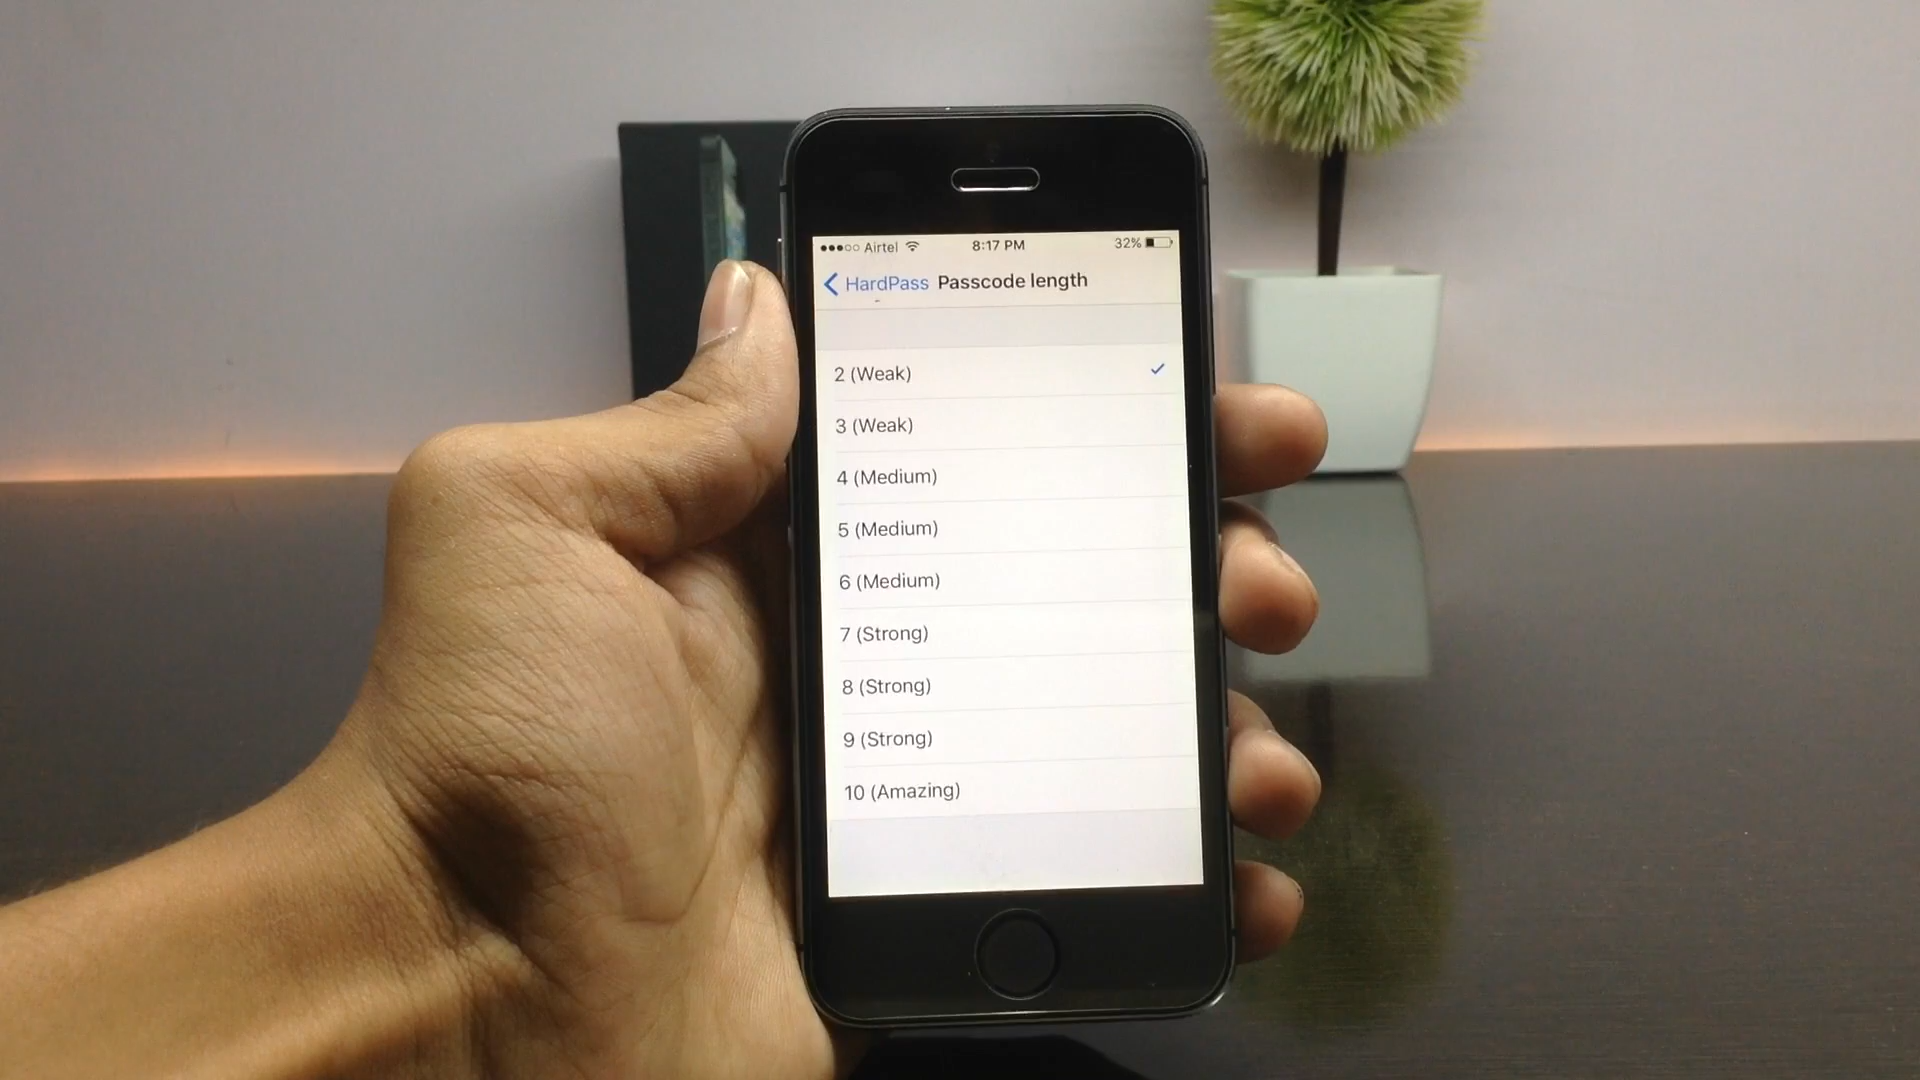 Airtel 8:17 PM 32%
HardPass Passcode length
2 (Weak)
3 (Weak)
4 (Medium)
5 (Medium)
6 (Medium)
7 (Strong)
8 (Strong)
9 (Strong)
10 (Amazing)